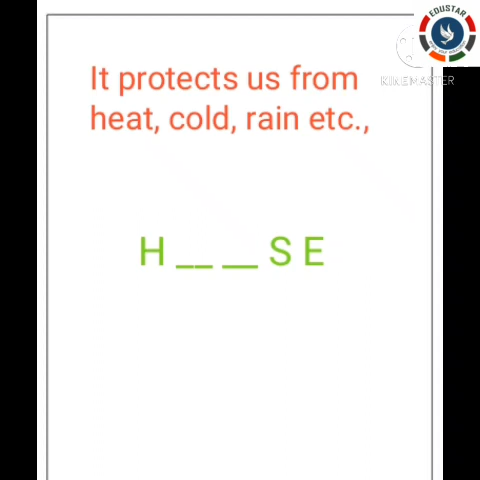 EDUSTAR
KINEMASTER
It protects us from
heat, cold, rain etc.,
H __ __ S E